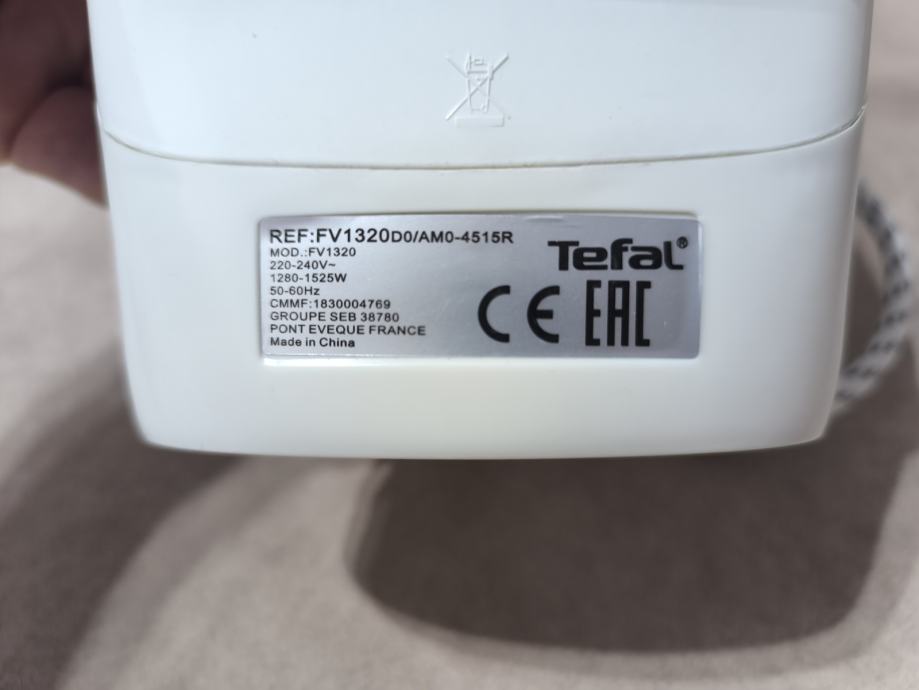 REF:FV1320D0/AM0-4515R
MOD.:FV1320
220-240V~
1280-1525W
50-60Hz
CMMF:1830004769
GROUPE SEB 38780
PONT EVEQUE FRANCE
Made in China
Tefal®
CE EAC